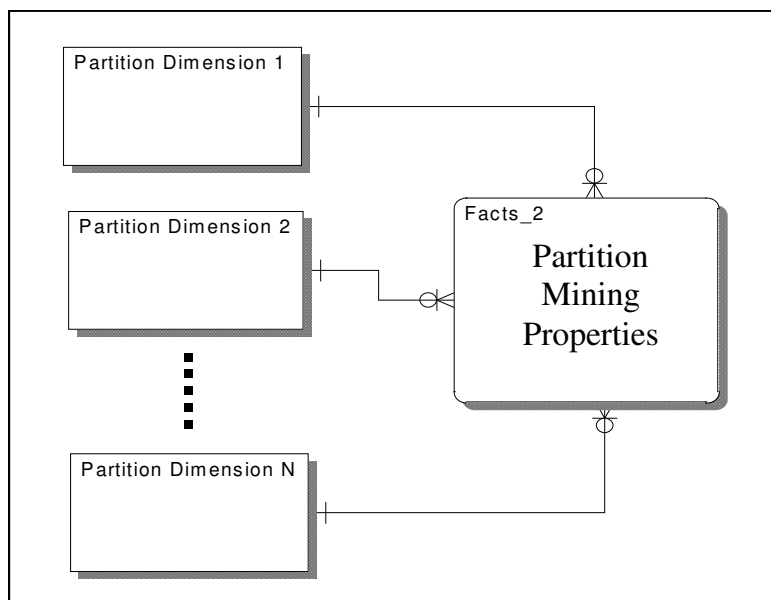 Partition Dimension 1
Partition Dimension 2
Facts_2
Partition
Mining
Properties
Partition Dimension N